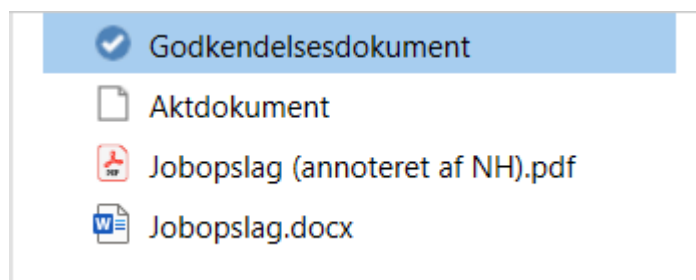 Godkendelsesdokument
Aktdokument
Jobopslag (annoteret af NH).pdf
Jobopslag.docx